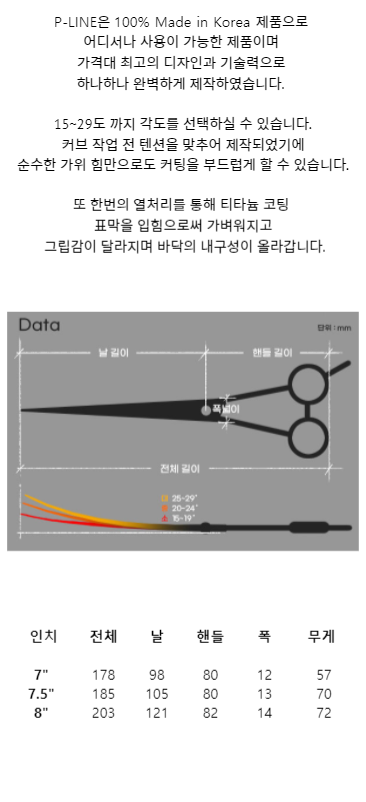 P-LINE은 100% Made in Korea 제품으로
어디서나 사용이 가능한 제품이며
가격대 최고의 디자인과 기술력으로
하나하나 완벽하게 제작하였습니다.
15~29도 까지 각도를 선택하실 수 있습니다.
커브 작업 전 텐션을 맞추어 제작되었기에
순수한 가위 힘만으로도 커팅을 부드럽게 할 수 있습니다.
또 한번의 열처리를 통해 티타늄 코팅
표막을 입힘으로써 가벼워지고
그립감이 달라지며 바닥의 내구성이 올라갑니다.
Data 단위 : mm
날 길이 핸들 길이
폭넓이
전체 길이
25-29°
20-24°
15-19°
인치 전체 날 핸들 폭 무게
7" 178 98 80 12 57
7.5" 185 105 80 13 70
8" 203 121 82 14 72